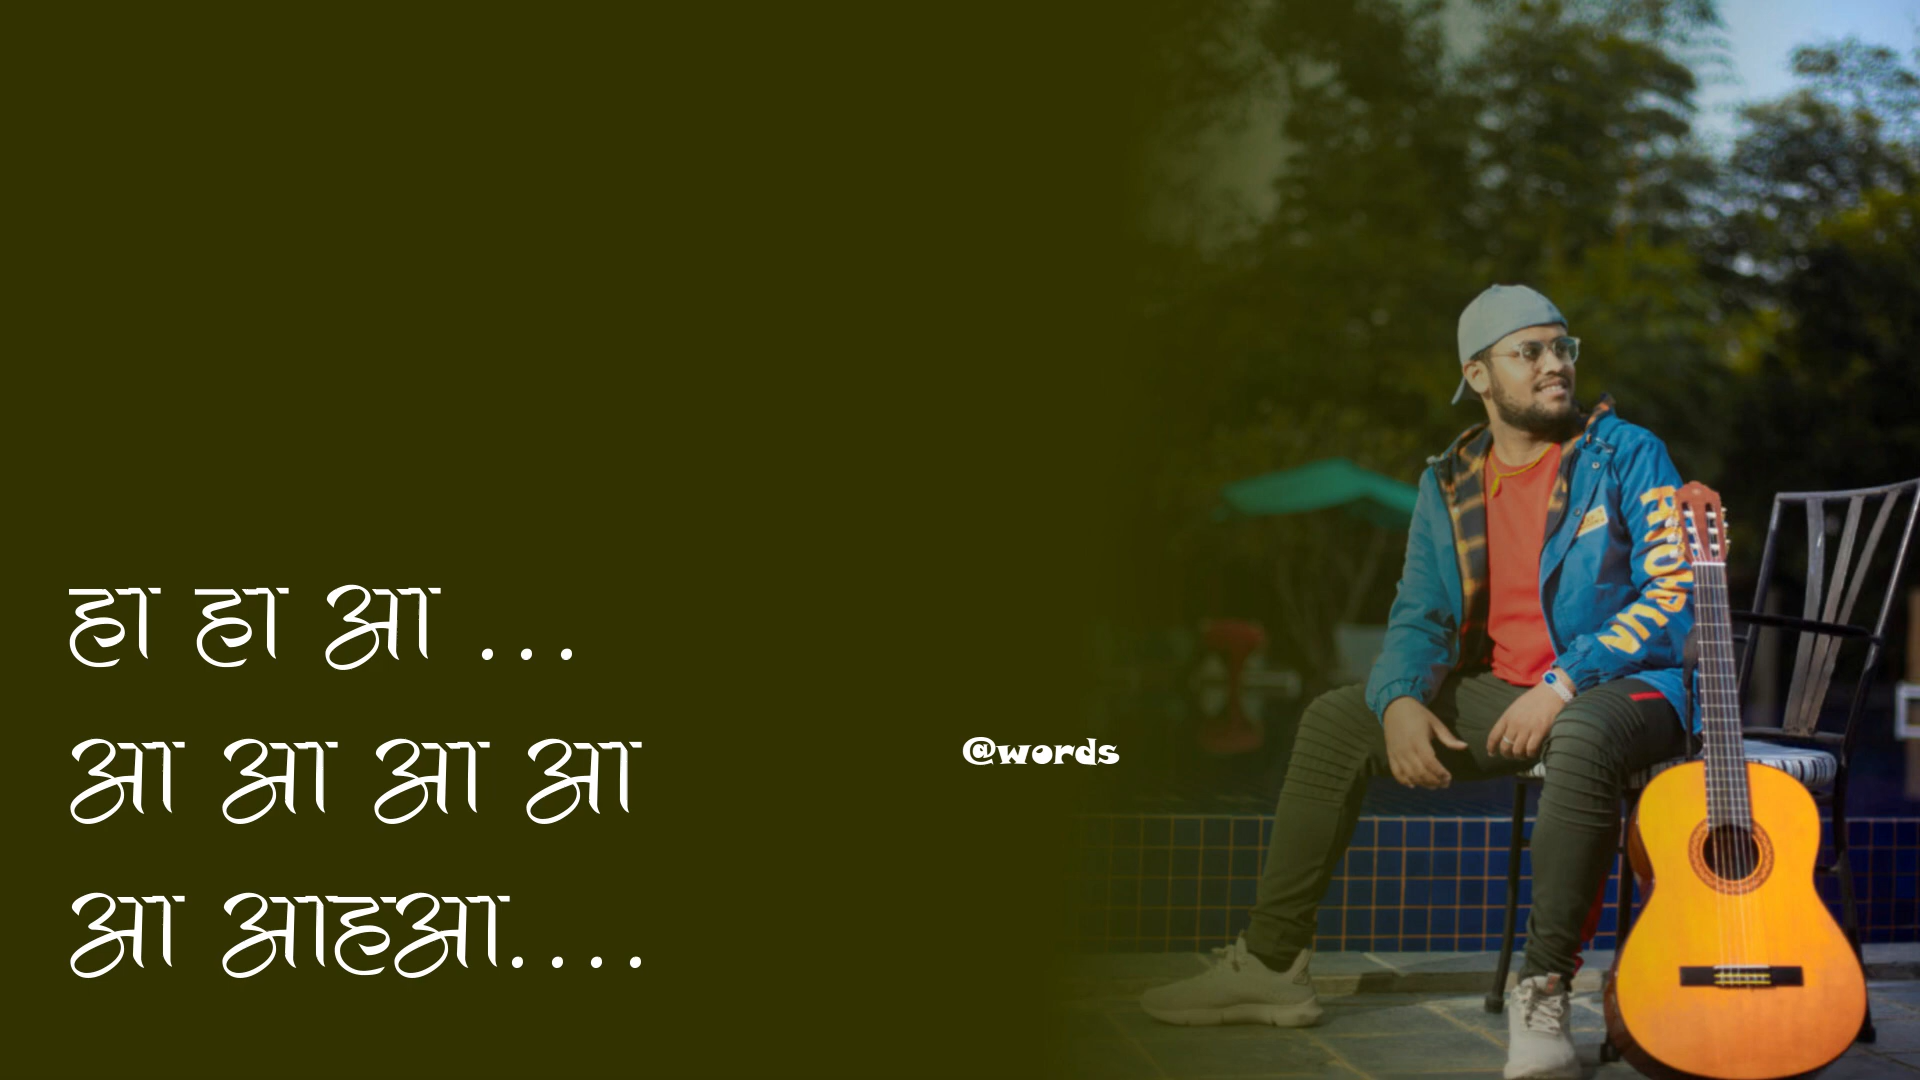 हा हा आ ...
आ आ आ आ
आ आहआ....
@words